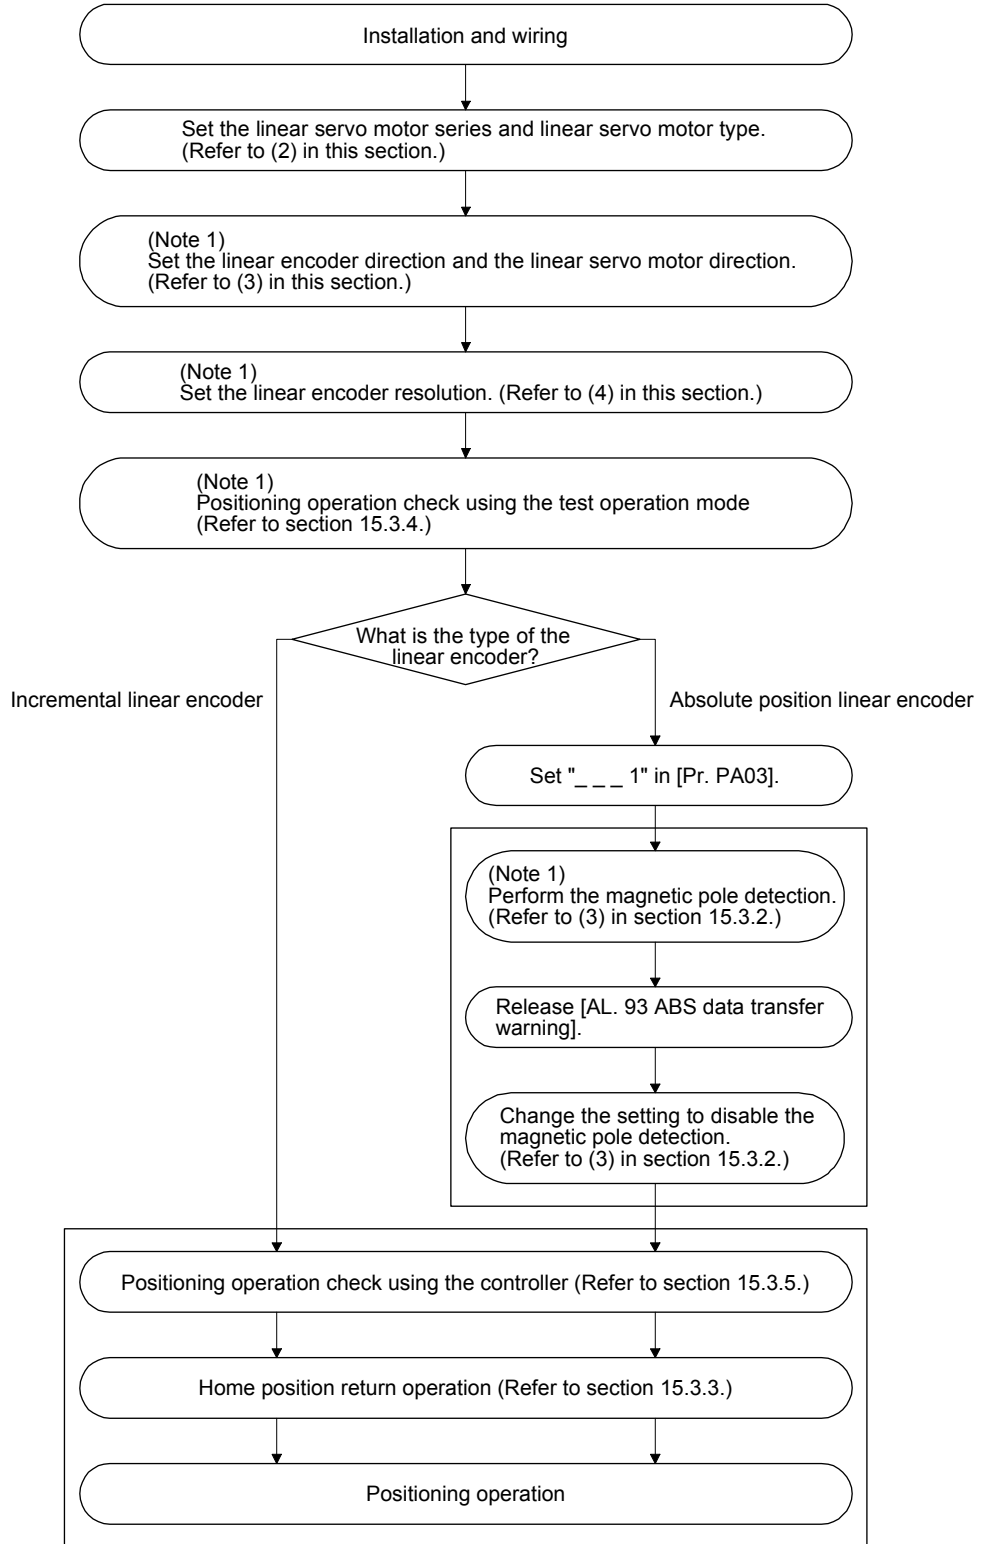 Installation and wiring
Set the linear servo motor series and linear servo motor type.
(Refer to (2) in this section.)
(Note 1)
Set the linear encoder direction and the linear servo motor direction.
(Refer to (3) in this section.)
(Note 1)
Set the linear encoder resolution. (Refer to (4) in this section.)
(Note 1)
Positioning operation check using the test operation mode
(Refer to section 15.3.4.)
What is the type of the
linear encoder?
Incremental linear encoder
Absolute position linear encoder
Set "_ _ _ 1" in [Pr. PA03].
(Note 1)
Perform the magnetic pole detection.
(Refer to (3) in section 15.3.2.)
Release [AL. 93 ABS data transfer
warning].
Change the setting to disable the
magnetic pole detection.
(Refer to (3) in section 15.3.2.)
Positioning operation check using the controller (Refer to section 15.3.5.)
Home position return operation (Refer to section 15.3.3.)
Positioning operation